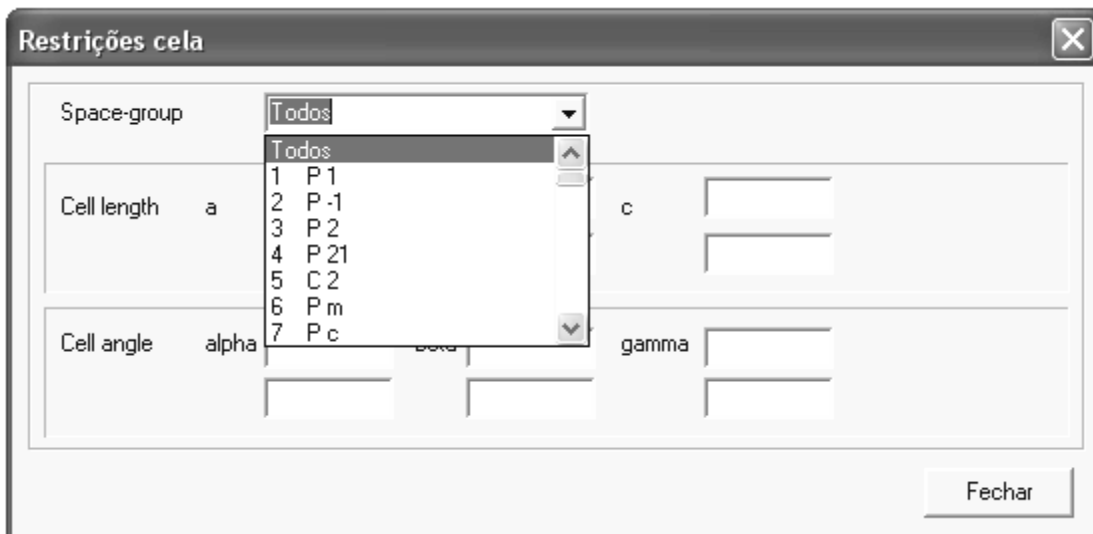 Restrições cela
Space-group Todos
Todos
1 P 1
2 P -1
Cell length a c
3 P 2
4 P 21
5 C 2
6 P m
7 P c
Cell angle alpha gamma
Fechar